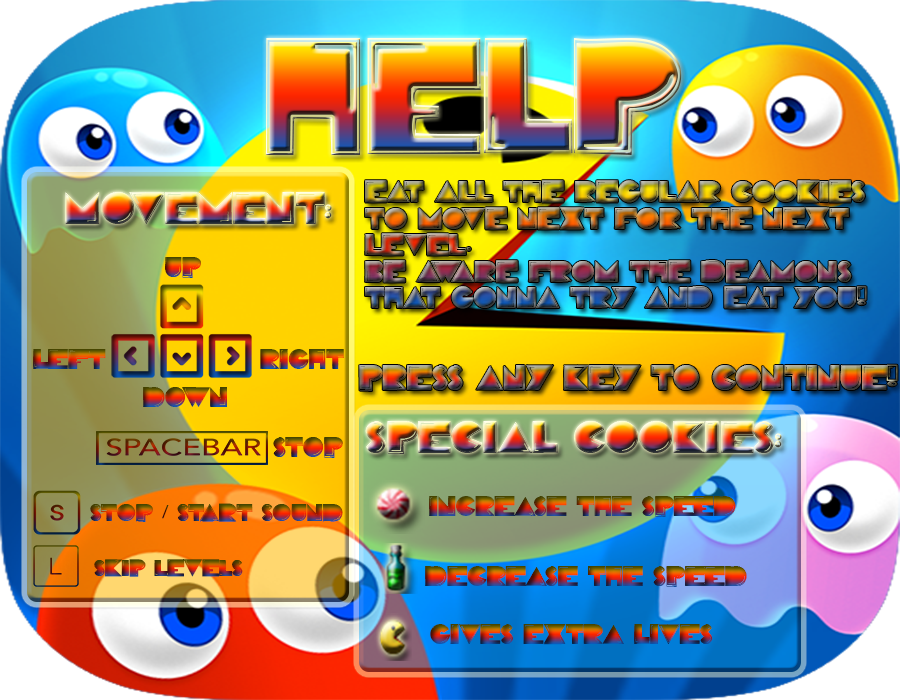 HELP
MOVEMENT:
UP
LEFT
RIGHT
DOWN
SPACEBAR STOP
S STOP / START SOUND
L SKIP LEVELS
EAT ALL THE REGULAR COOKIES
TO MOVE NEXT FOR THE NEXT
LEVEL.
BE AWARE FROM THE DEAMONS
THAT GONNA TRY AND EAT YOU!
PRESS ANY KEY TO CONTINUE!
SPECIAL COOKIES:
INCREASE THE SPEED
DECREASE THE SPEED
GIVES EXTRA LIVES